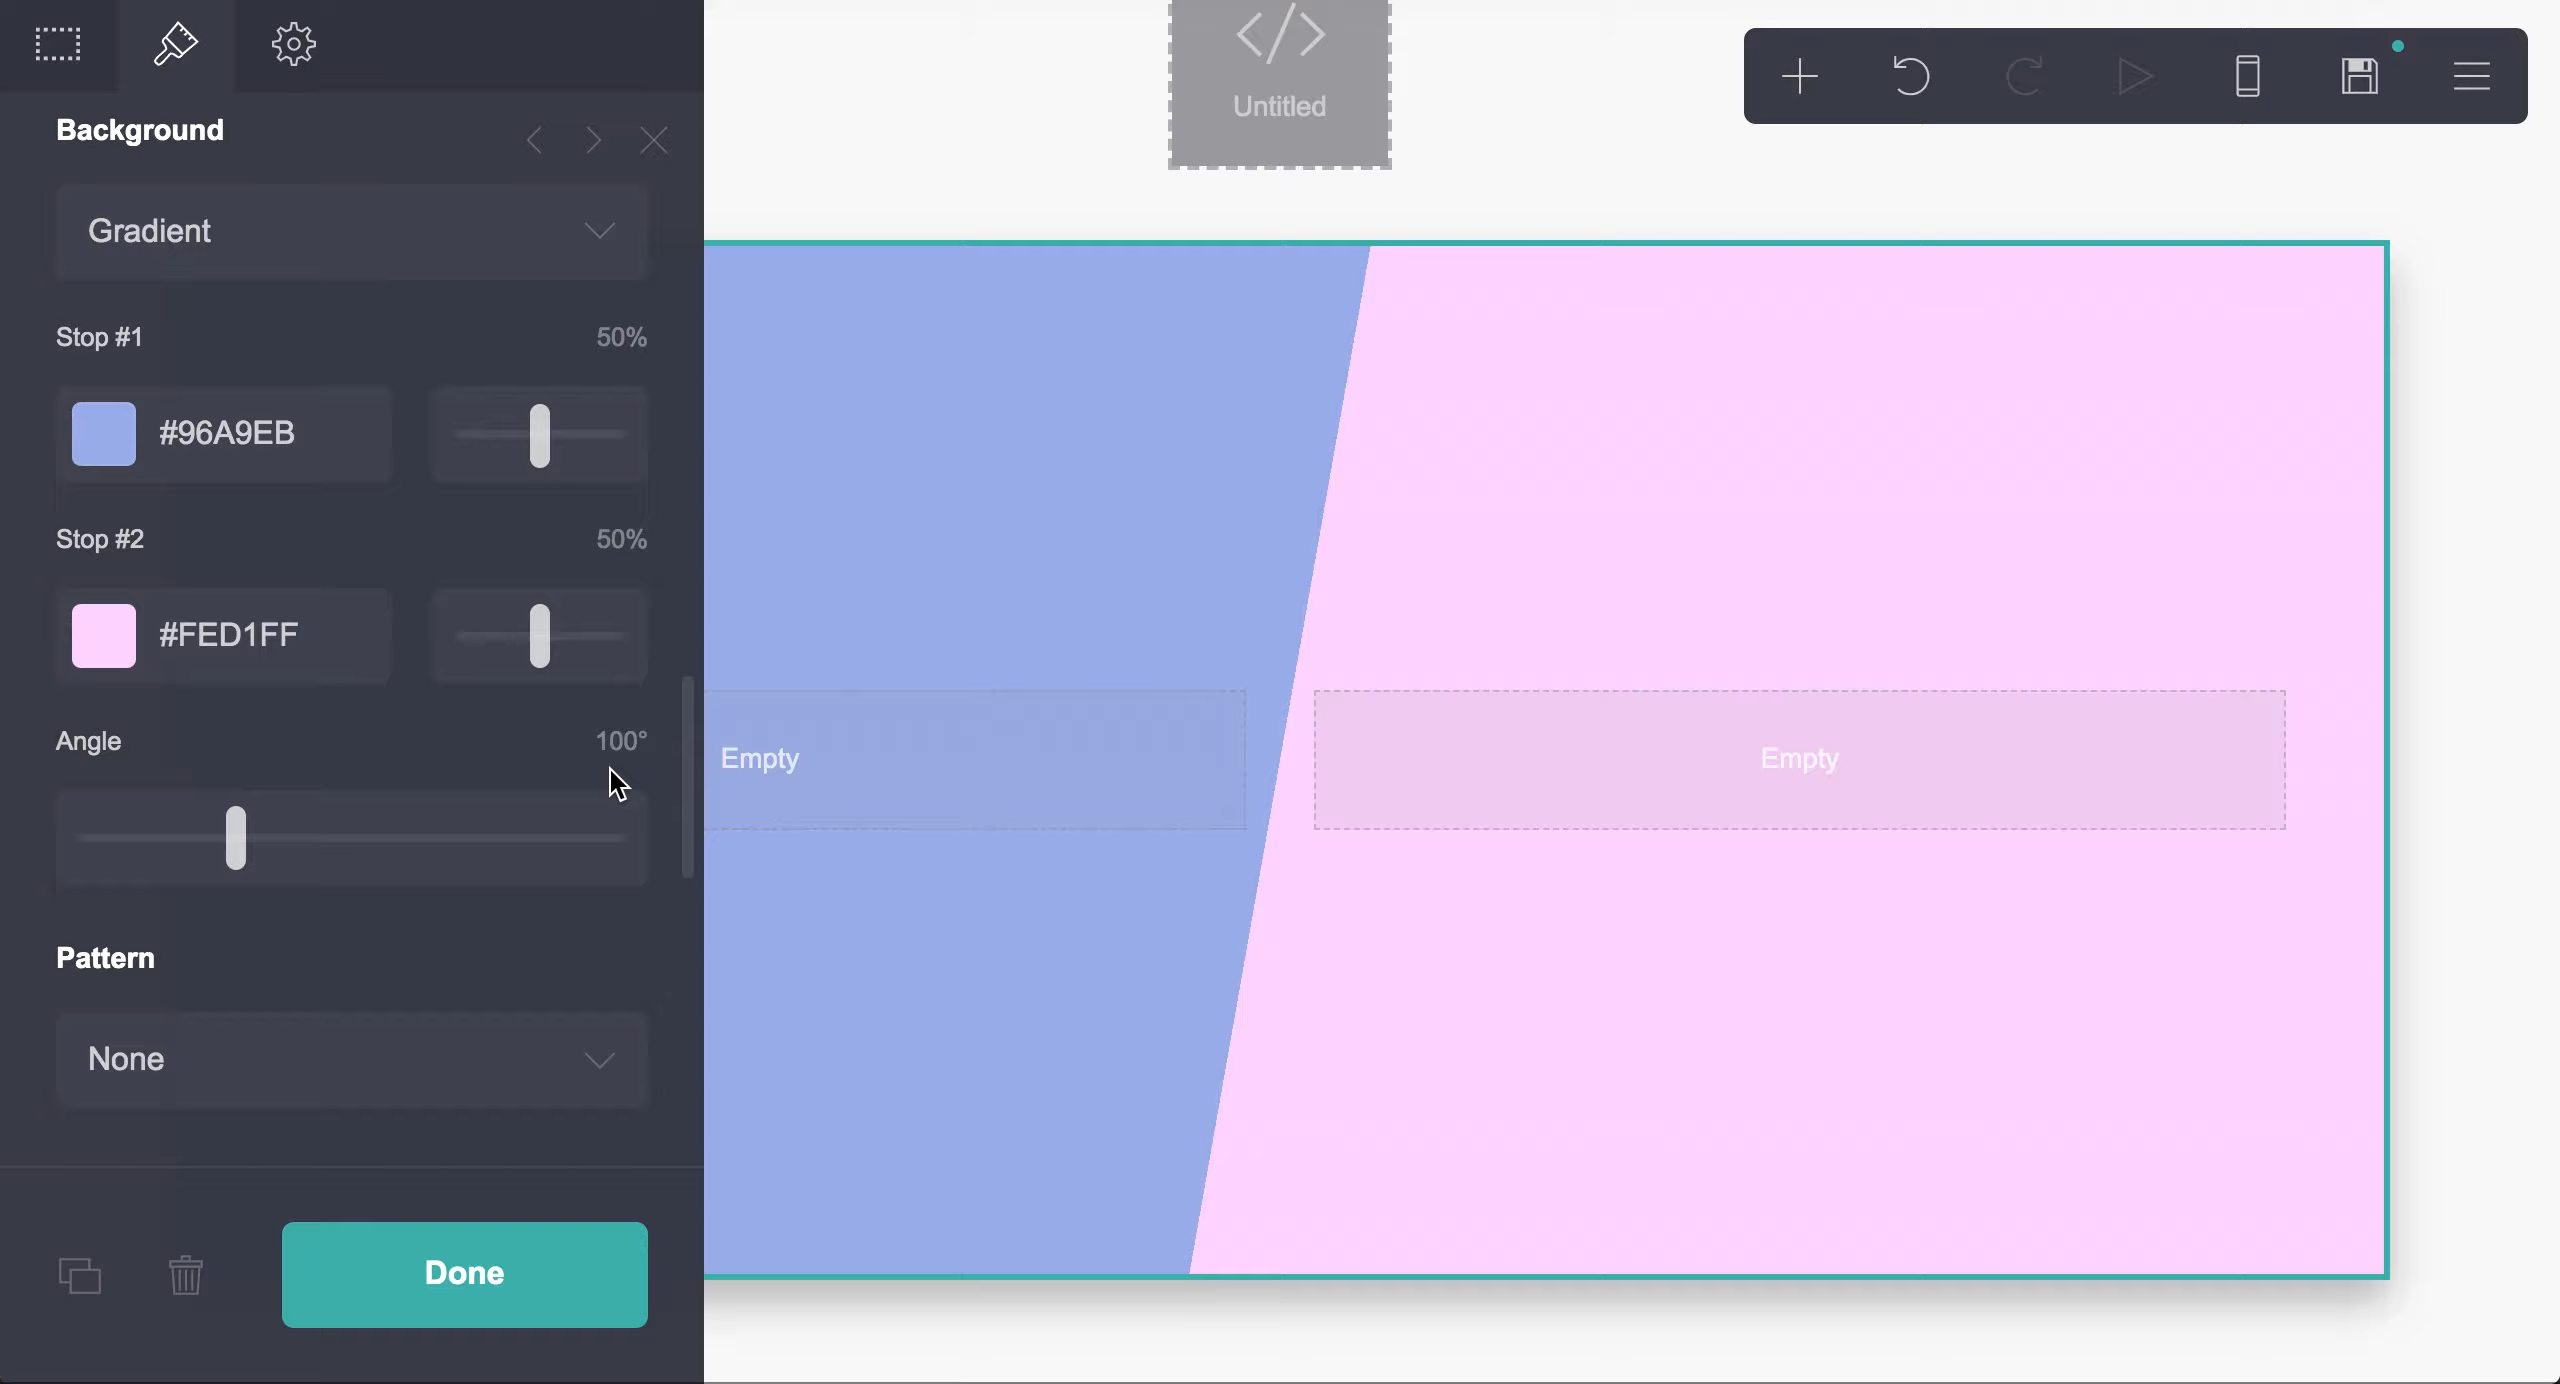 Background
Gradient
Stop #1
50%
#96A9EB
Stop #2
50%
#FED1FF
Angle
100°
Pattern
None
Done
Untitled
Empty
Empty